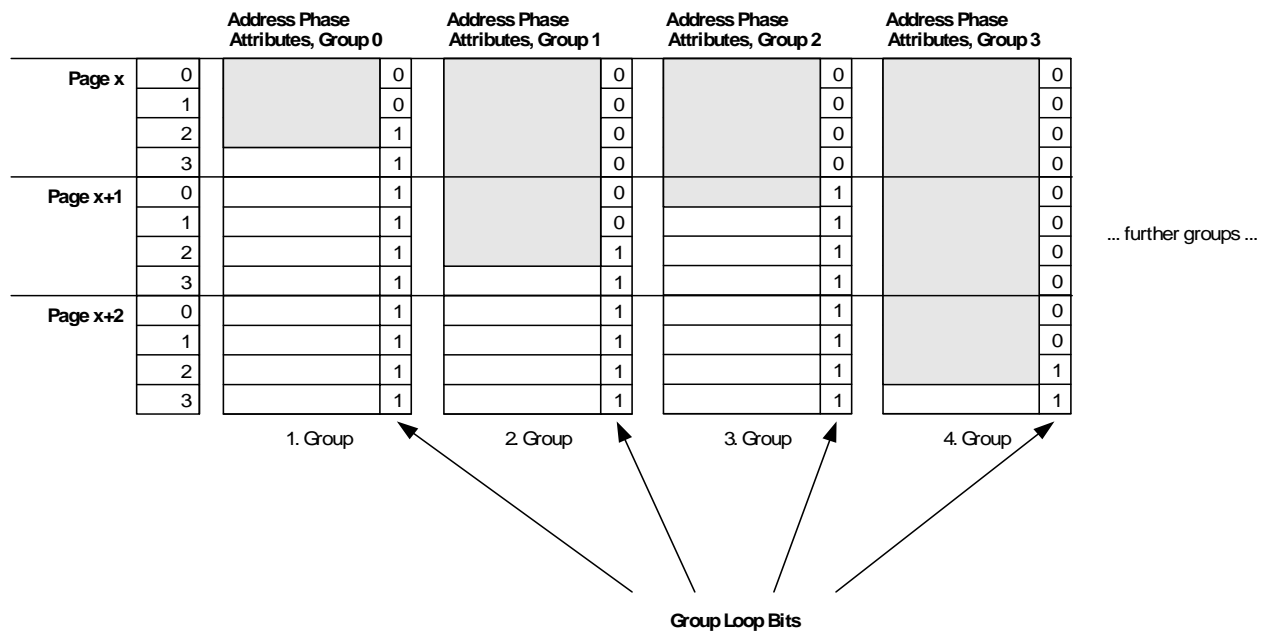 Address Phase
Attributes, Group 0
Address Phase
Attributes, Group 1
Address Phase
Attributes, Group 2
Address Phase
Attributes, Group 3
Page x 0 0 0 0 0
1 0 0 0 0
2 1 0 0 0
3 1 0 0 0
Page x+1 0 1 0 1 0
1 1 0 1 0
2 1 1 1 0
3 1 1 1 0
Page x+2 0 1 1 1 0
1 1 1 1 0
2 1 1 1 1
3 1 1 1 1
... further groups ...
1. Group
2. Group
3. Group
4. Group
Group Loop Bits